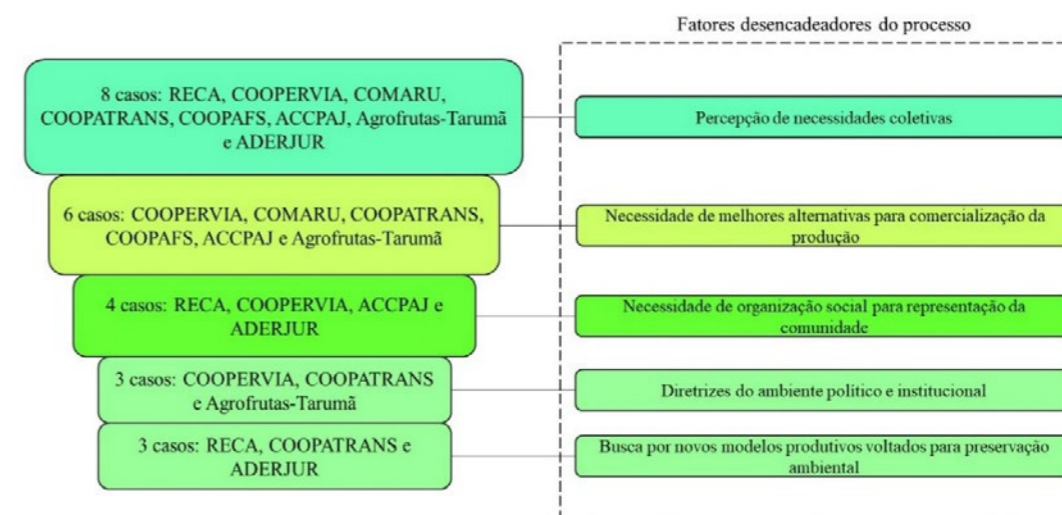 Fatores desencadeadores do processo
8 casos: RECA, COOPERVIA, COMARU,
COOPATRANS, COOPAFS, ACCPAJ, Agrofrutas-Tarumã
e ADERJUR
Percepção de necessidades coletivas
6 casos: COOPERVIA, COMARU, COOPATRANS,
COOPAFS, ACCPAJ e Agrofrutas-Tarumã
Necessidade de melhores alternativas para comercialização da
produção
4 casos: RECA, COOPERVIA, ACCPAJ e
ADERJUR
Necessidade de organização social para representação da
comunidade
3 casos: COOPERVIA, COOPATRANS
e Agrofrutas-Tarumã
Diretrizes do ambiente político e institucional
3 casos: RECA, COOPATRANS e
ADERJUR
Busca por novos modelos produtivos voltados para preservação
ambiental